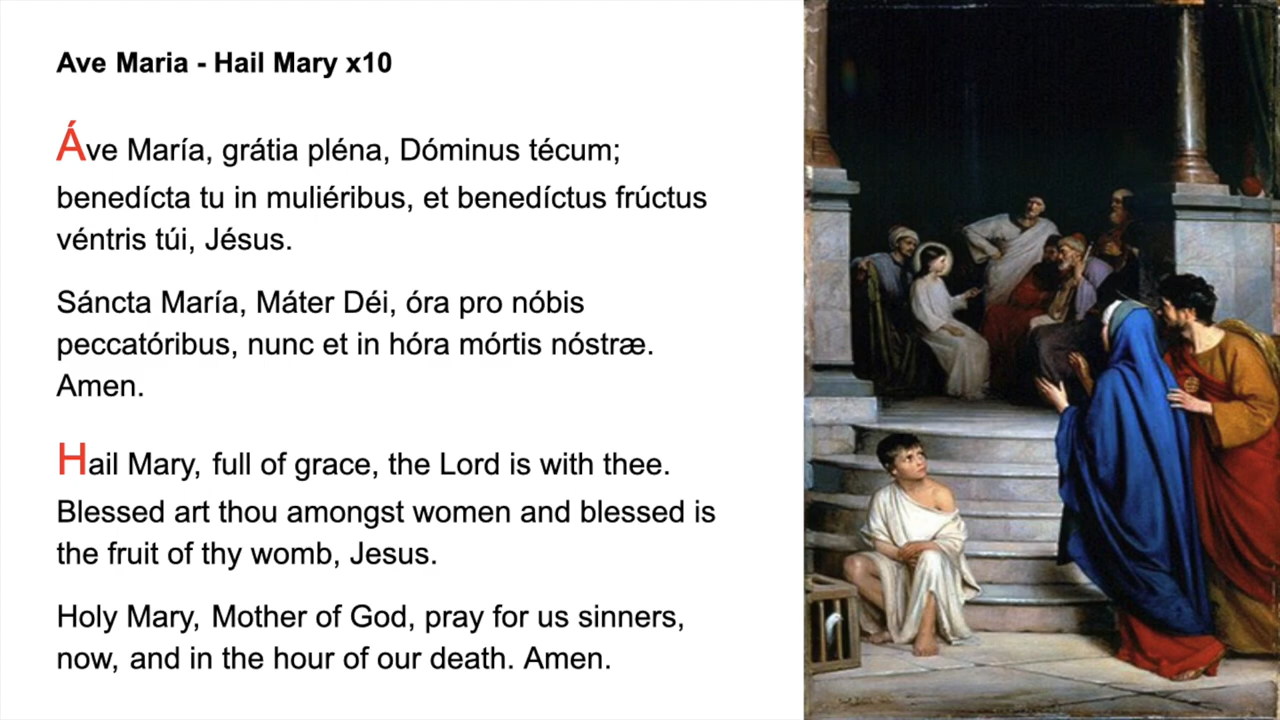 Ave Maria - Hail Mary x10
Áve María, grátia pléna, Dóminus técum;
benedícta tu in muliéribus, et benedíctus frúctus
véntris túi, Jésus.
Sáncta María, Máter Déi, óra pro nóbis
peccatóribus, nunc et in hóra mórtis nóstræ.
Amen.
Hail Mary, full of grace, the Lord is with thee.
Blessed art thou amongst women and blessed is
the fruit of thy womb, Jesus.
Holy Mary, Mother of God, pray for us sinners,
now, and in the hour of our death. Amen.